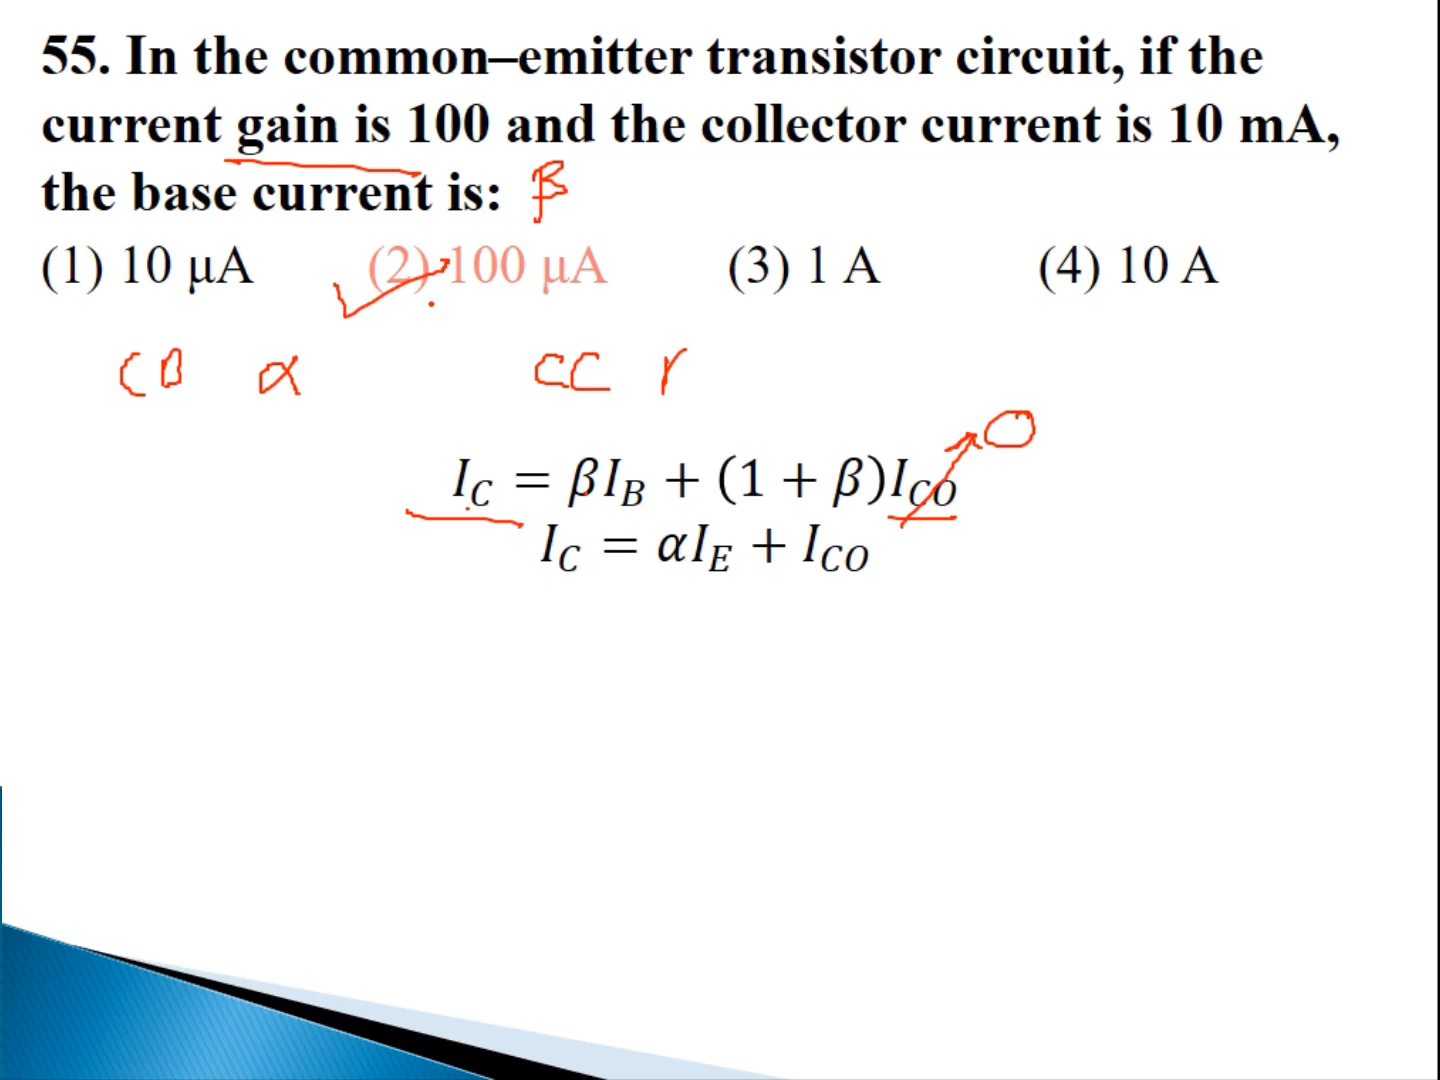 55. In the common–emitter transistor circuit, if the
current gain is 100 and the collector current is 10 mA,
the base current is: β
(1) 10 μA (2) 100 μA (3) 1 A (4) 10 A
CB α CC γ
0
I_C = βI_B + (1 + β)I_CO
I_C = αI_E + I_CO